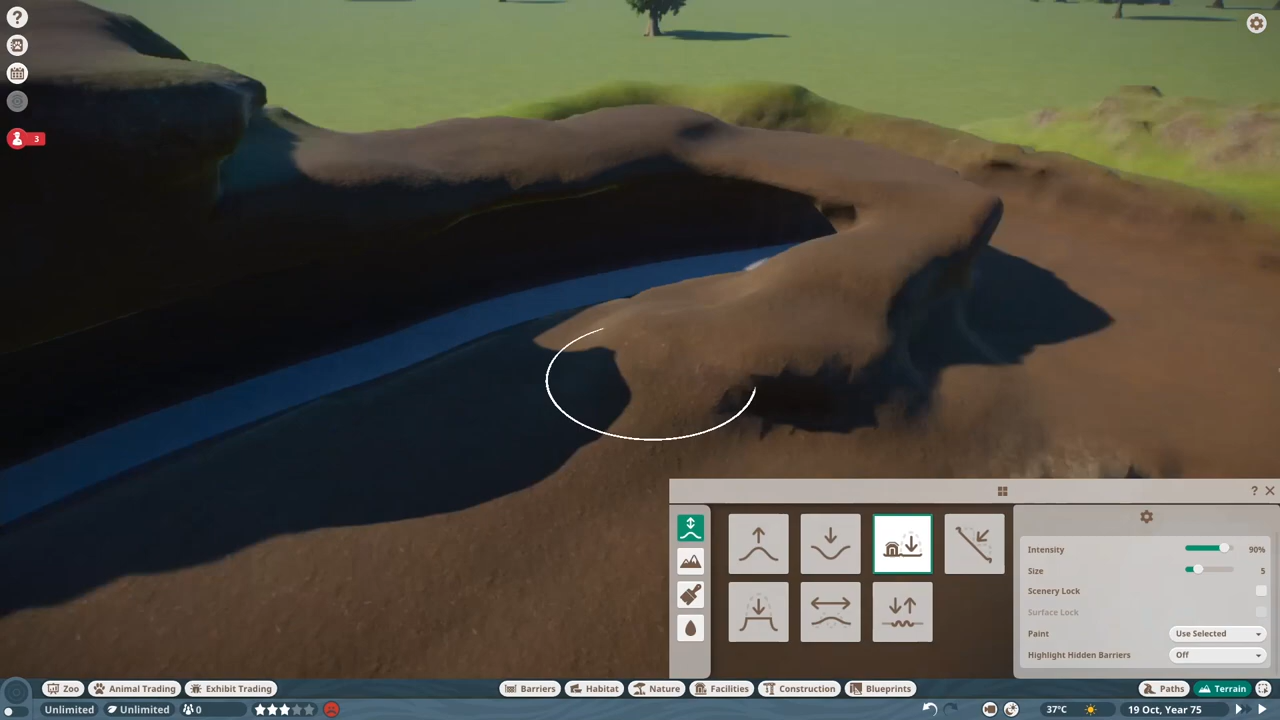 ?
3
?
Intensity 90%
Size 5
Scenery Lock
Surface Lock
Paint Use Selected
Highlight Hidden Barriers Off
Zoo Animal Trading Exhibit Trading Barriers Habitat Nature Facilities Construction Blueprints Paths Terrain
Unlimited Unlimited 0 37°C 19 Oct, Year 75